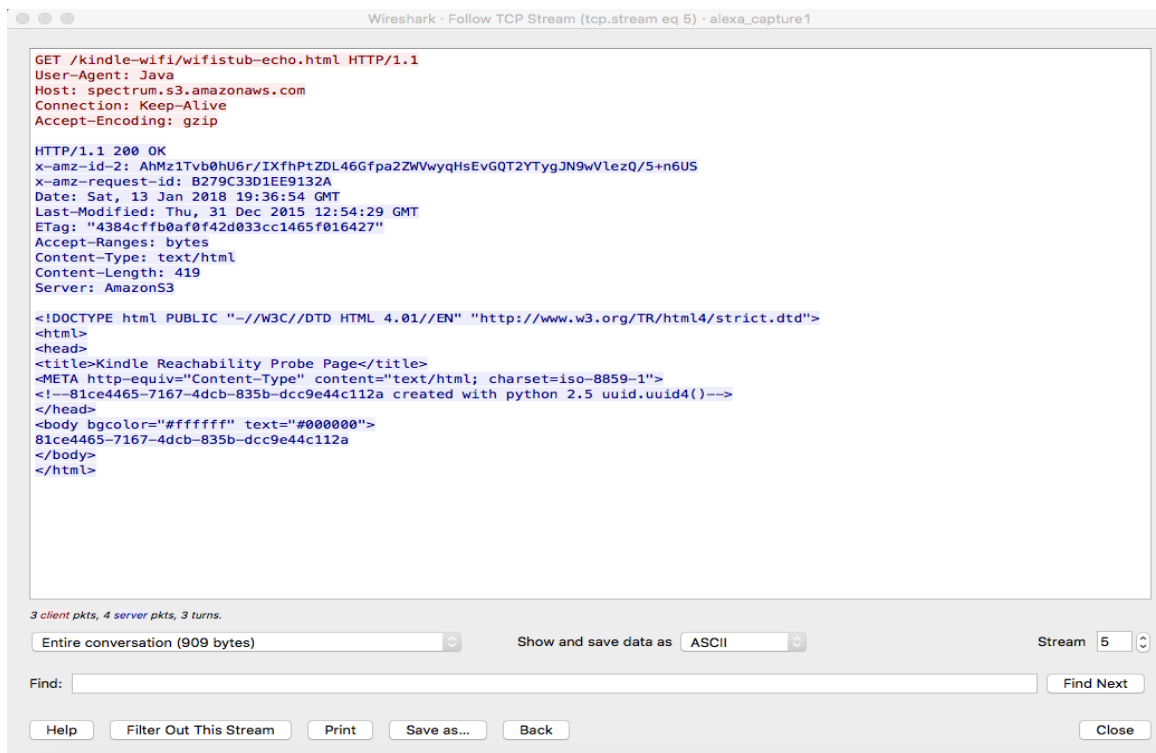 Wireshark · Follow TCP Stream (tcp.stream eq 5) · alexa_capture1
GET /kindle-wifi/wifistub-echo.html HTTP/1.1
User-Agent: Java
Host: spectrum.s3.amazonaws.com
Connection: Keep-Alive
Accept-Encoding: gzip

HTTP/1.1 200 OK
x-amz-id-2: AhMz1Tvb0hU6r/IXfhPtZDL46Gfpa2ZWVwyqHsEvGQT2YTygJN9wVlezQ/5+n6US
x-amz-request-id: B279C33D1EE9132A
Date: Sat, 13 Jan 2018 19:36:54 GMT
Last-Modified: Thu, 31 Dec 2015 12:54:29 GMT
ETag: "4384cffb0af0f42d033cc1465f016427"
Accept-Ranges: bytes
Content-Type: text/html
Content-Length: 419
Server: AmazonS3

<!DOCTYPE html PUBLIC "-//W3C//DTD HTML 4.01//EN" "http://www.w3.org/TR/html4/strict.dtd">
<html>
<head>
<title>Kindle Reachability Probe Page</title>
<META http-equiv="Content-Type" content="text/html; charset=iso-8859-1">
<!--81ce4465-7167-4dcb-835b-dcc9e44c112a created with python 2.5 uuid.uuid4()-->
</head>
<body bgcolor="#ffffff" text="#000000">
81ce4465-7167-4dcb-835b-dcc9e44c112a
</body>
</html>

3 client pkts, 4 server pkts, 3 turns.
Entire conversation (909 bytes) Show and save data as ASCII Stream 5
Find: Find Next
Help Filter Out This Stream Print Save as... Back Close